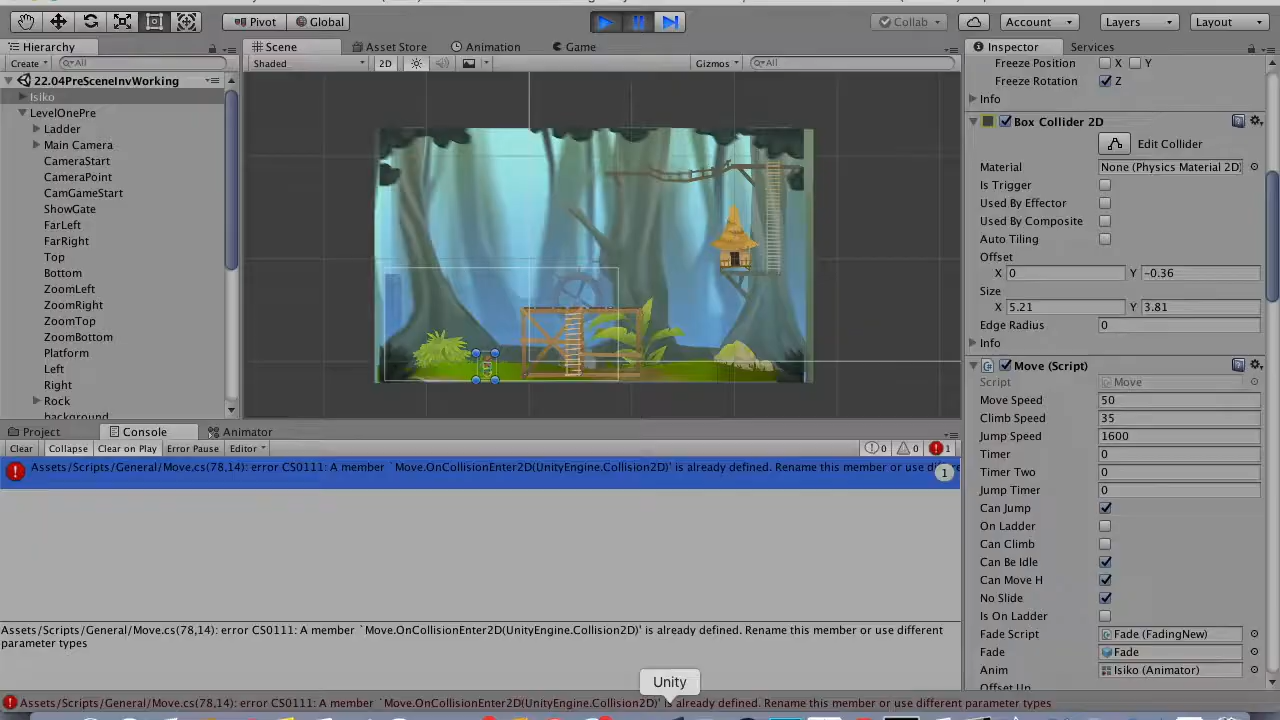 Pivot Global Collab Account Layers Layout
Hierarchy Scene Asset Store Animation Game Inspector Services
Create All Shaded 2D Gizmos All Freeze Position X Y
22.04PreSceneInvWorking Freeze Rotation Z
Isiko Info
LevelOnePre Box Collider 2D
Ladder
Main Camera Edit Collider
CameraStart Material None (Physics Material 2D)
CameraPoint Is Trigger
CamGameStart Used By Effector
ShowGate Used By Composite
FarLeft Auto Tiling
FarRight Offset
Top X 0 Y -0.36
Bottom Size
ZoomLeft X 5.21 Y 3.81
ZoomRight Edge Radius 0
ZoomTop Info
ZoomBottom
Platform Move (Script)
Left Script Move
Right Move Speed 50
Rock Climb Speed 35
background Jump Speed 1600
Project Console Animator Timer 0
Clear Collapse Clear on Play Error Pause Editor 0 0 1
Timer Two 0
Assets/Scripts/General/Move.cs(78,14): error CS0111: A member `Move.OnCollisionEnter2D(UnityEngine.Collision2D)' is already defined. Rename this member or use differe
1
Jump Timer 0
Can Jump
On Ladder
Can Climb
Can Be Idle
Can Move H
No Slide
Is On Ladder
Assets/Scripts/General/Move.cs(78,14): error CS0111: A member `Move.OnCollisionEnter2D(UnityEngine.Collision2D)' is already defined. Rename this member or use different
parameter types
Fade Script Fade (FadingNew)
Fade Fade
Anim Isiko (Animator)
Offset Up
Unity
Assets/Scripts/General/Move.cs(78,14): error CS0111: A member `Move.OnCollisionEnter2D(UnityEngine.Collision2D)' is already defined. Rename this member or use different parameter types